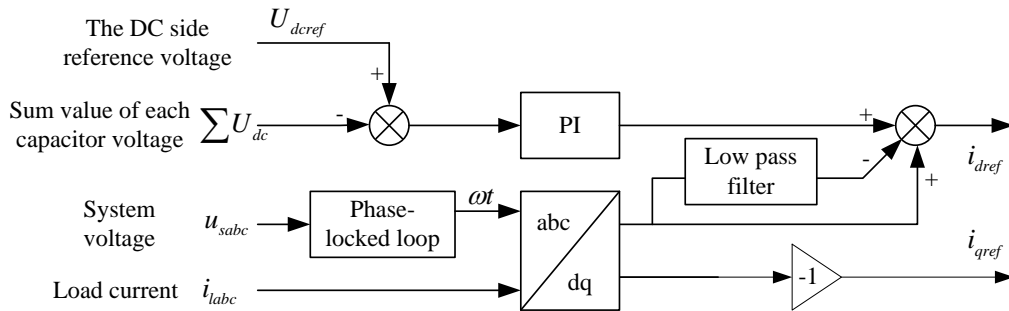 The DC side
reference voltage
U_dcref
+
Sum value of each
capacitor voltage
∑U_dc
-
PI
+
Low pass
filter
-
+
i_dref
System
voltage
u_sabc
Phase-
locked loop
ωt
abc
dq
Load current
i_labc
-1
i_qref